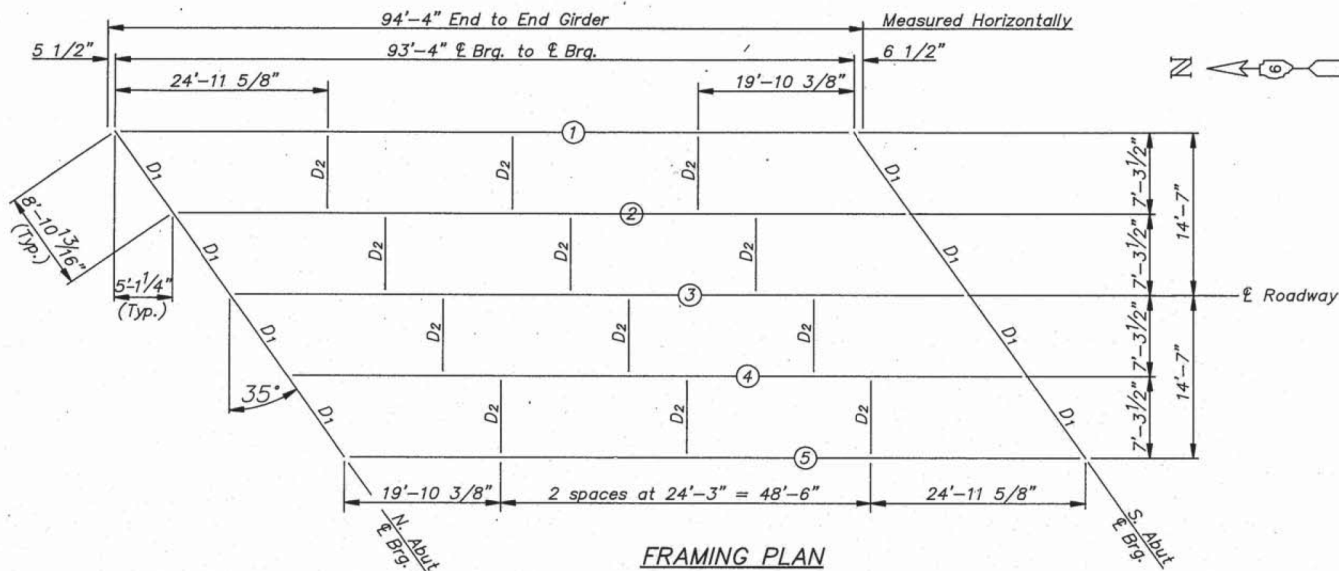 94'-4" End to End Girder
Measured Horizontally
5 1/2"
93'-4" ℄ Brg. to ℄ Brg.
6 1/2"
N
6
24'-11 5/8"
19'-10 3/8"
1
D1
D2
D2
D2
7'-3 1/2"
14'-7"
8'-10 13/16"
(Typ.)
2
D1
D1
D2
D2
D2
7'-3 1/2"
5'-1 1/4"
(Typ.)
3
℄ Roadway
D1
D2
D2
D2
D1
7'-3 1/2"
14'-7"
35°
4
D1
D2
D2
D2
D1
7'-3 1/2"
5
19'-10 3/8"
2 spaces at 24'-3" = 48'-6"
24'-11 5/8"
N. Abut
℄ Brg.
S. Abut
℄ Brg.
FRAMING PLAN